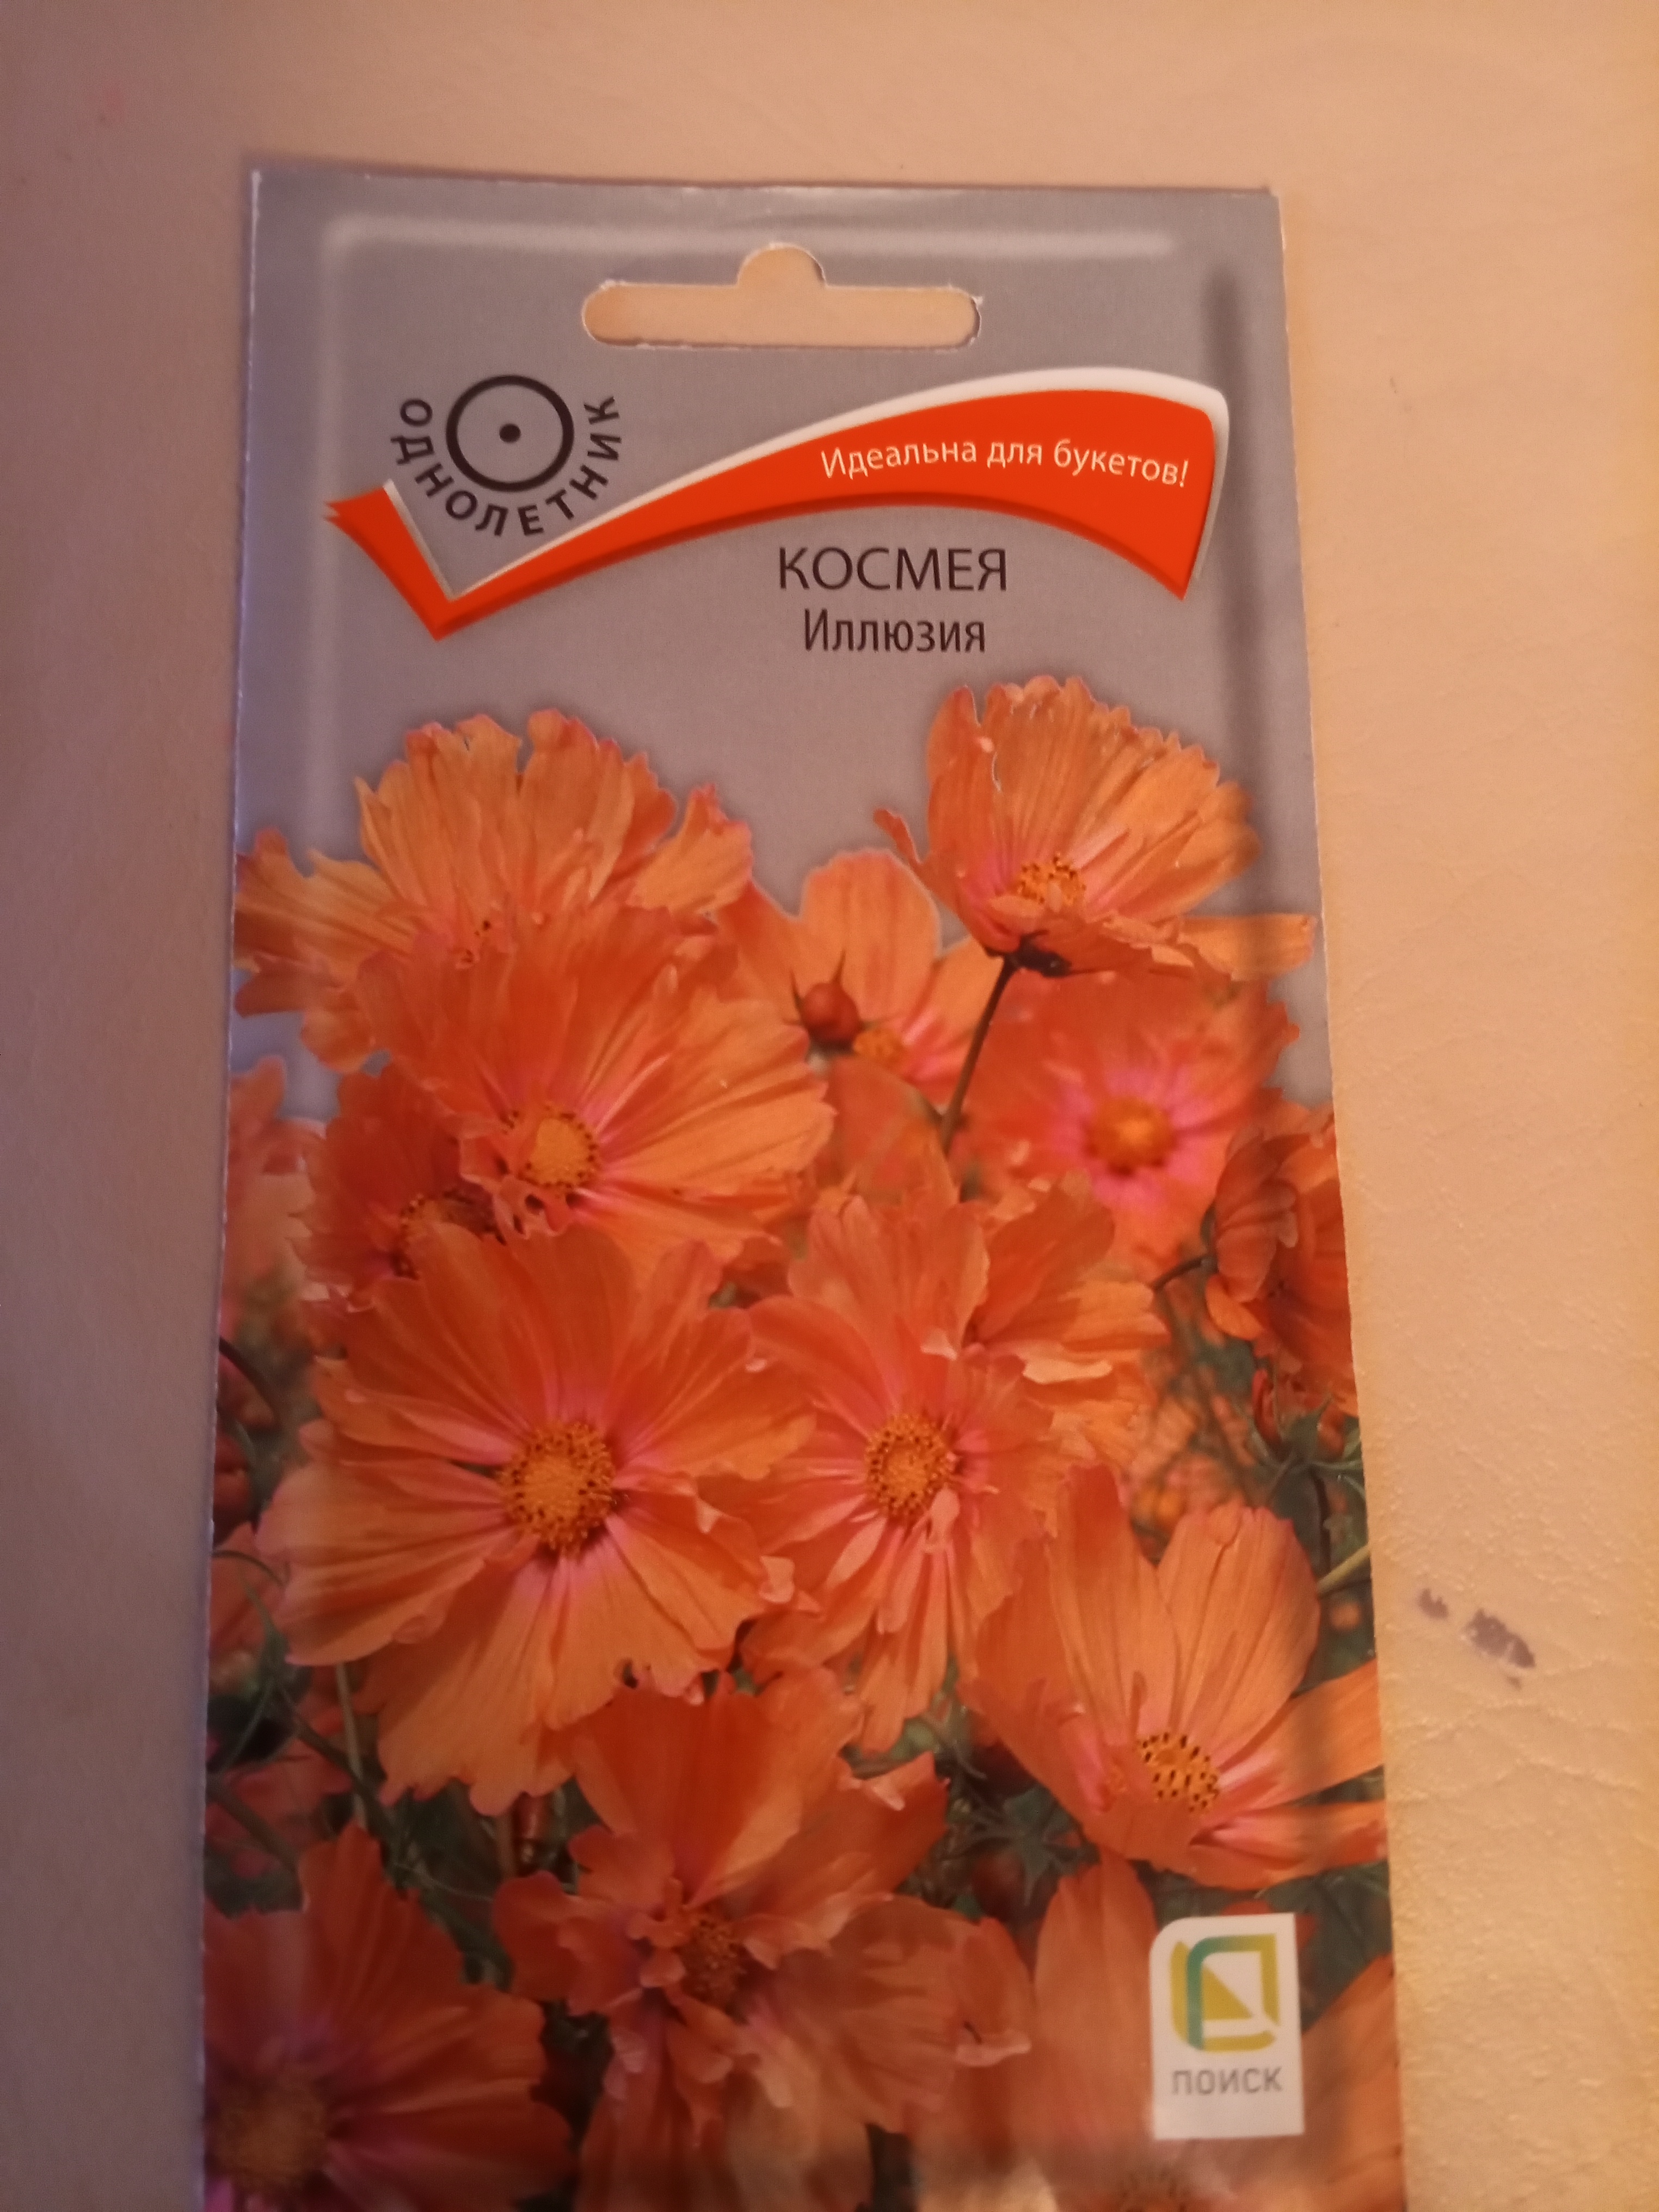 ОДНОЛЕТНИК
Идеальна для букетов!
КОСМЕЯ
Иллюзия
ПОИСК